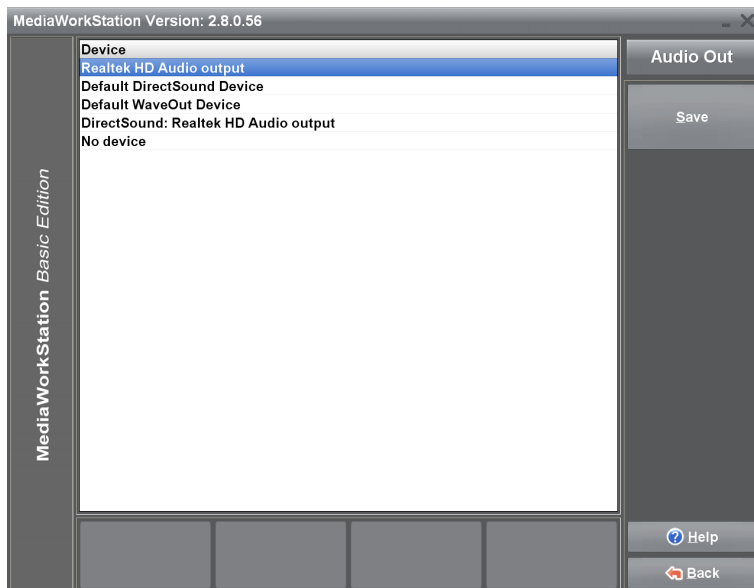 MediaWorkStation Version: 2.8.0.56
Device
Realtek HD Audio output
Default DirectSound Device
Default WaveOut Device
DirectSound: Realtek HD Audio output
No device
MediaWorkStation Basic Edition
Audio Out
Save
Help
Back